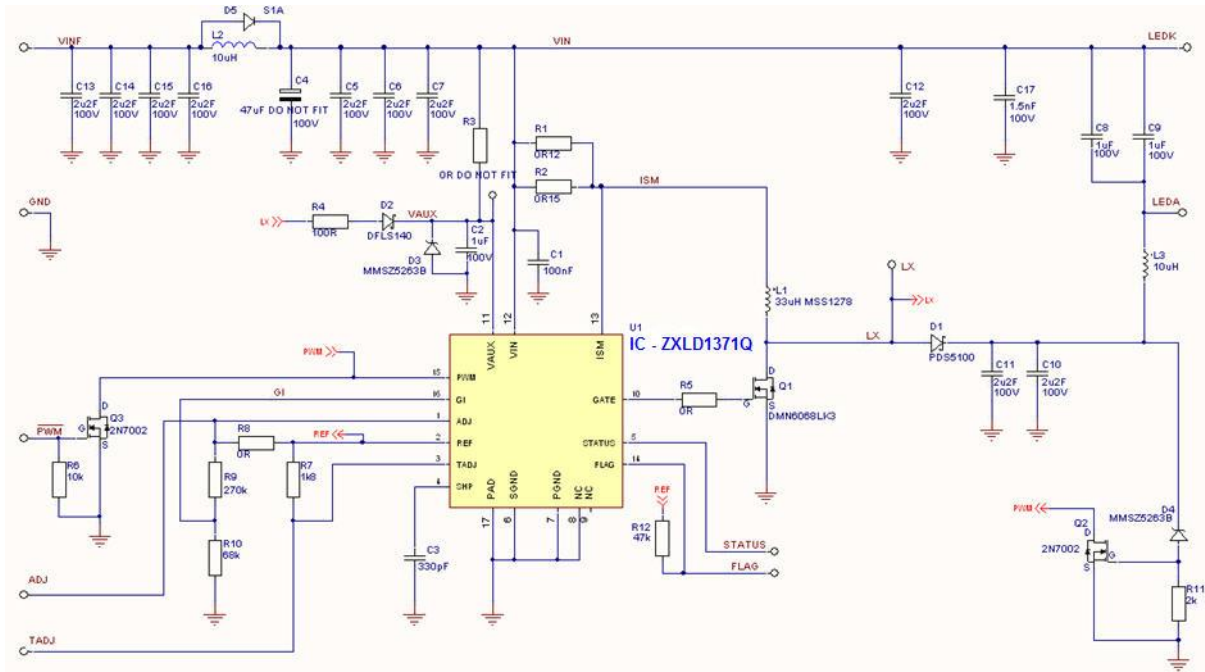 D5 S1A
VINF
L2
10uH
VIN
LEDK
C13
2u2F
100V
C14
2u2F
100V
C15
2u2F
100V
C16
2u2F
100V
C4
47uF DO NOT FIT
100V
C5
2u2F
100V
C6
2u2F
100V
C7
2u2F
100V
R3
0R DO NOT FIT
R1
0R12
R2
0R15
ISM
C12
2u2F
100V
C17
1.5nF
100V
C8
1uF
100V
C9
1uF
100V
GND
LX
R4
100R
D2
DFLS140
VAUX
D3
MMSZ5263B
C2
1uF
100V
C1
100nF
LEDA
L3
10uH
L1
33uH MSS1278
LX
LX
LX
D1
PDS5100
C11
2u2F
100V
C10
2u2F
100V
U1
IC - ZXLD1371Q
11
12
13
VAUX
VIN
ISM
PWM
15
PWM
16
GI
1
ADJ
2
REF
3
TADJ
4
SHP
GATE
10
STATUS
5
FLAG
14
PAD
SGND
PGND
NC
NC
17
6
7
8
9
R5
0R
D
G
S
Q1
DMN6068LK3
PWM
D
G
S
Q3
2N7002
R6
10k
GI
R8
0R
REF
R9
270k
R7
1k8
R10
68k
C3
330pF
REF
R12
47k
STATUS
FLAG
PWM
Q2
D
G
S
2N7002
D4
MMSZ5263B
R11
2k
ADJ
TADJ